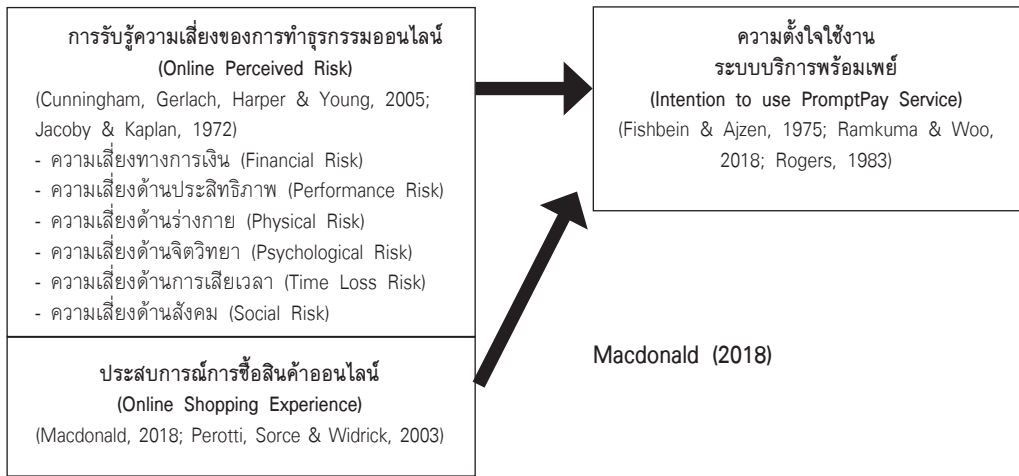 การรับรู้ความเสี่ยงของการทำธุรกรรมออนไลน์
(Online Perceived Risk)
(Cunningham, Gerlach, Harper & Young, 2005;
Jacoby & Kaplan, 1972)
- ความเสี่ยงทางการเงิน (Financial Risk)
- ความเสี่ยงด้านประสิทธิภาพ (Performance Risk)
- ความเสี่ยงด้านร่างกาย (Physical Risk)
- ความเสี่ยงด้านจิตวิทยา (Psychological Risk)
- ความเสี่ยงด้านการเสียเวลา (Time Loss Risk)
- ความเสี่ยงด้านสังคม (Social Risk)
ประสบการณ์การซื้อสินค้าออนไลน์
(Online Shopping Experience)
(Macdonald, 2018; Perotti, Sorce & Widrick, 2003)
ความตั้งใจใช้งาน
ระบบบริการพร้อมเพย์
(Intention to use PromptPay Service)
(Fishbein & Ajzen, 1975; Ramkuma & Woo,
2018; Rogers, 1983)
Macdonald (2018)